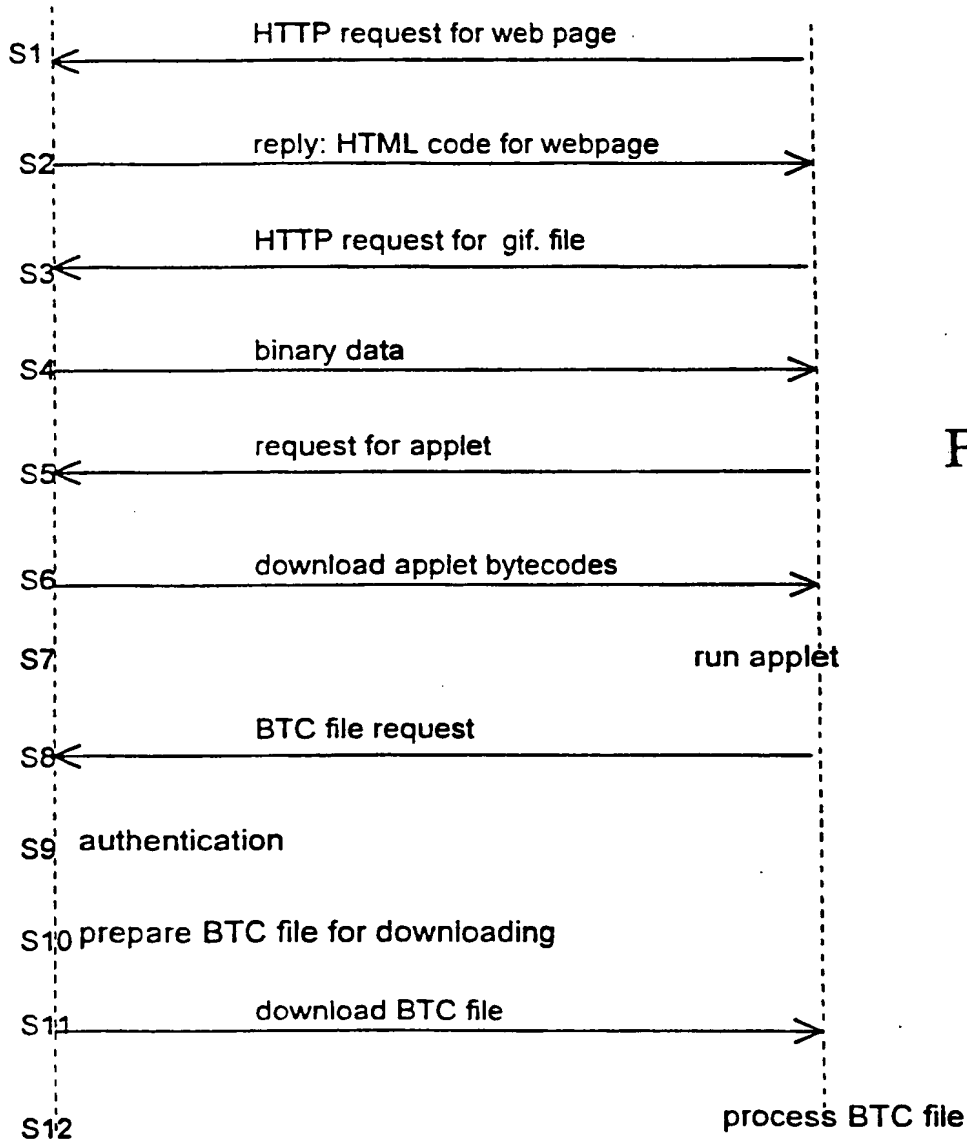 HTTP request for web page
S1
reply: HTML code for webpage
S2
HTTP request for gif. file
S3
binary data
S4
request for applet
S5
F
download applet bytecodes
S6
S7 run applet
BTC file request
S8
S9 authentication
S10 prepare BTC file for downloading
download BTC file
S11
S12 process BTC file